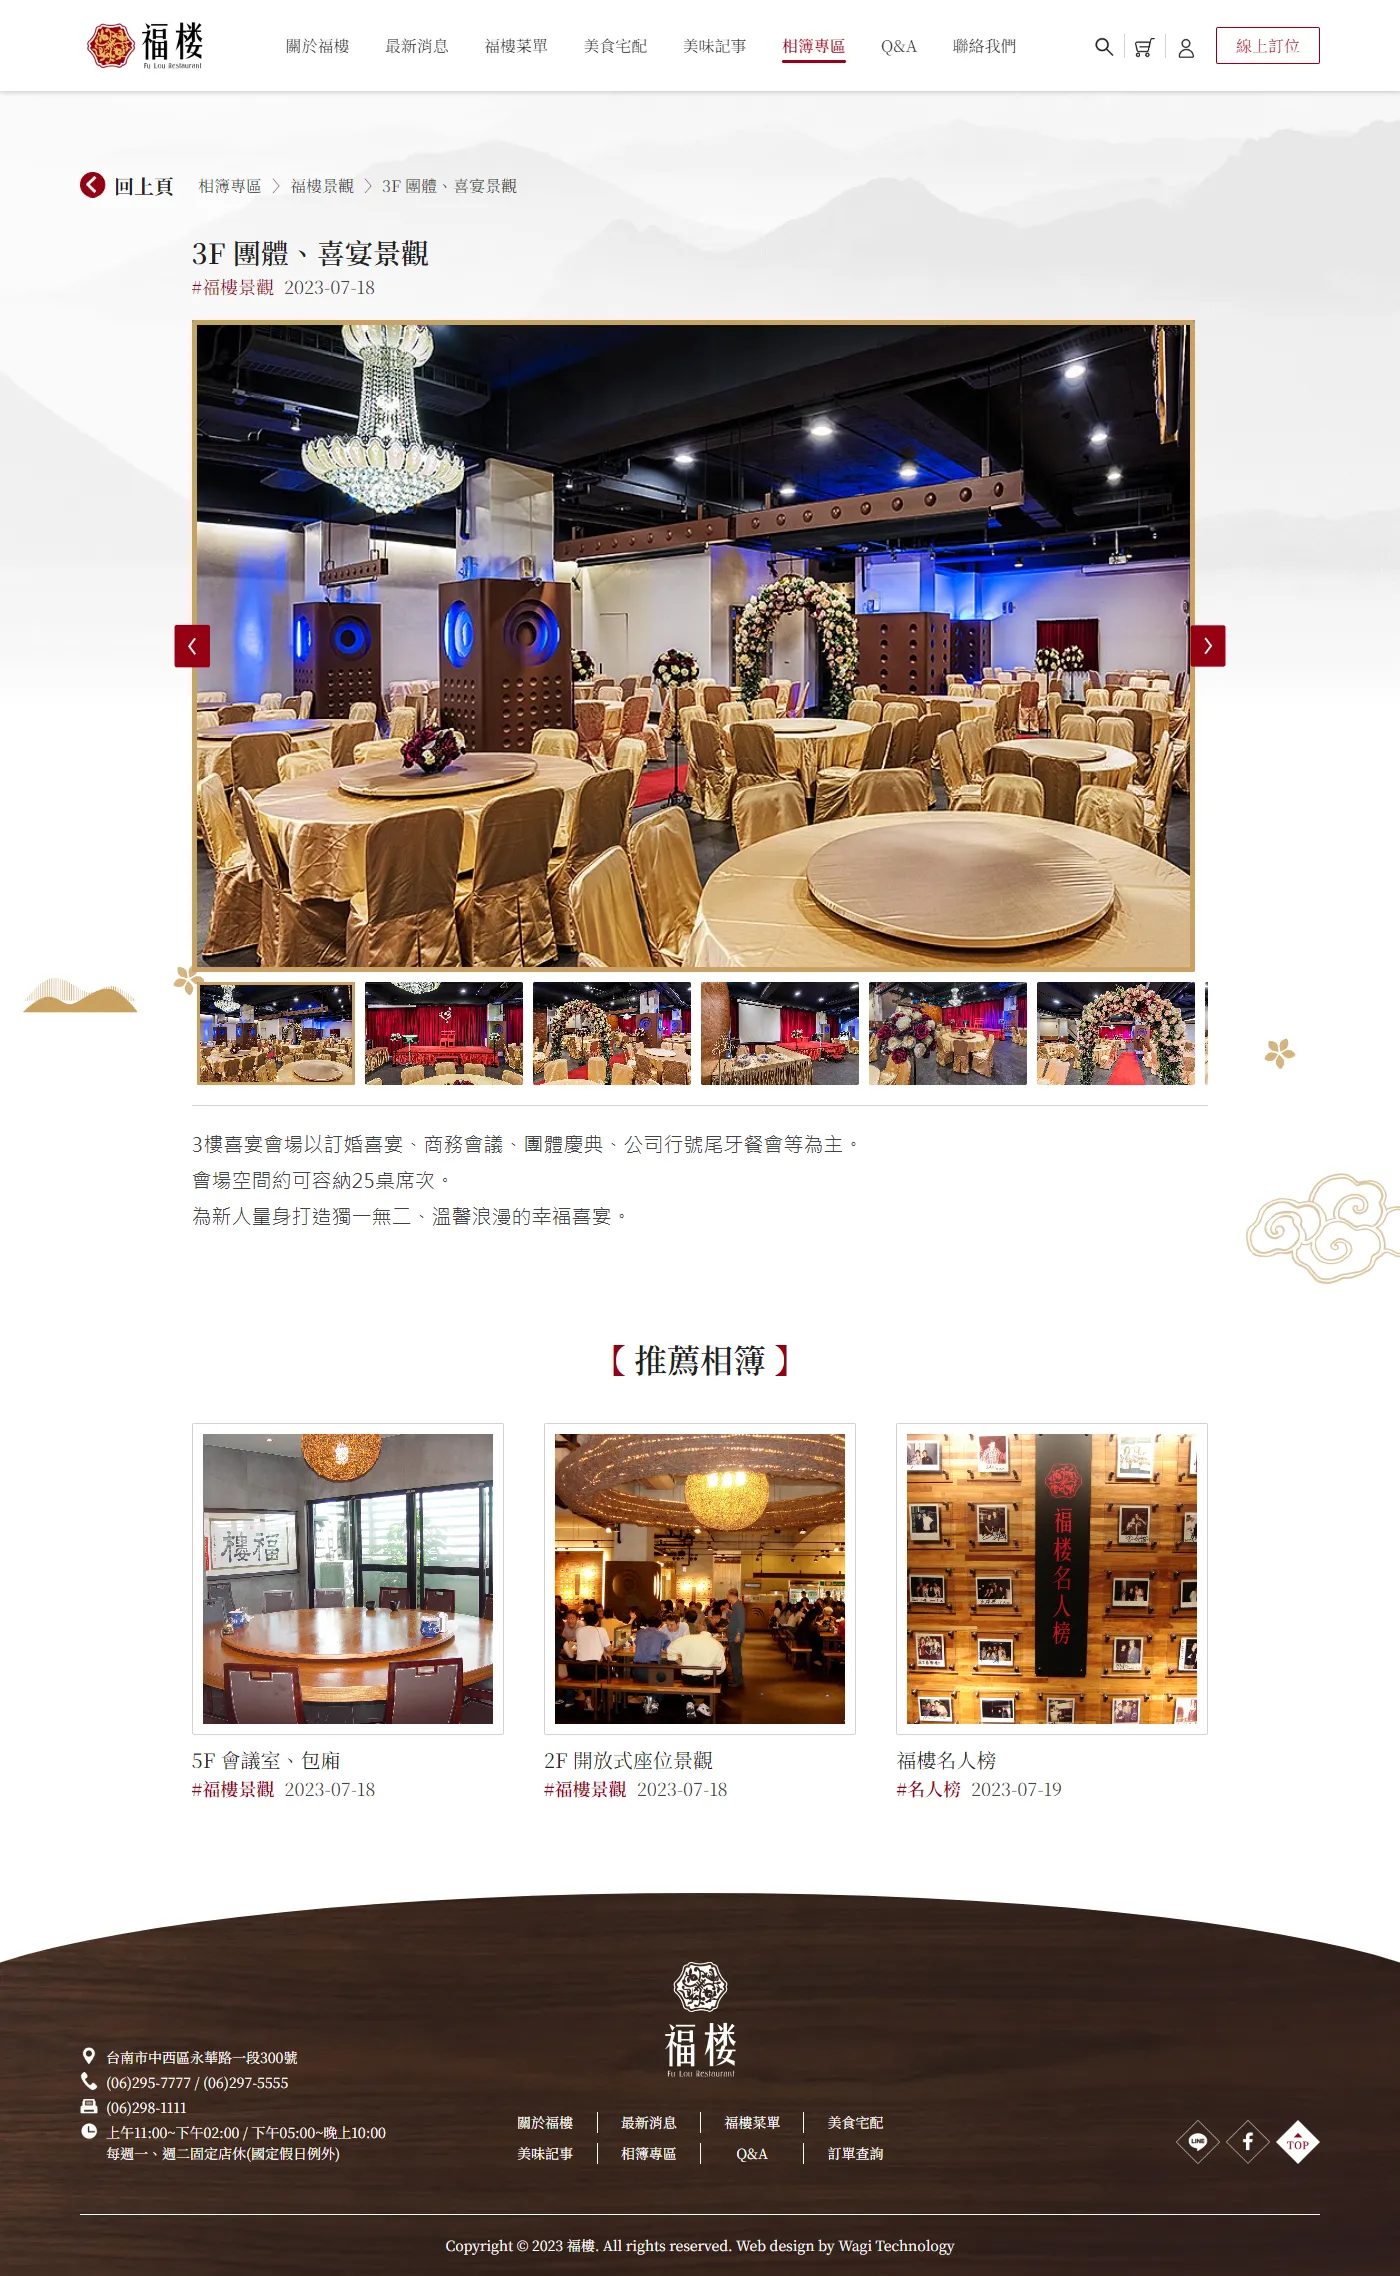 福楼
Fu Lou Restaurant
關於福樓
最新消息
福樓菜單
美食宅配
美味記事
相簿專區
Q&A
聯絡我們
線上訂位
回上頁
相簿專區 > 福樓景觀 > 3F 團體、喜宴景觀
3F 團體、喜宴景觀
#福樓景觀 2023-07-18
3樓喜宴會場以訂婚喜宴、商務會議、團體慶典、公司行號尾牙餐會等為主。
會場空間約可容納25桌席次。
為新人量身打造獨一無二、溫馨浪漫的幸福喜宴。
【推薦相簿】
樓福
福楼名人榜
5F 會議室、包廂
#福樓景觀 2023-07-18
2F 開放式座位景觀
#福樓景觀 2023-07-18
福樓名人榜
#名人榜 2023-07-19
福楼
Fu Lou Restaurant
台南市中西區永華路一段300號
(06)295-7777 / (06)297-5555
(06)298-1111
上午11:00~下午02:00 / 下午05:00~晚上10:00
每週一、週二固定店休(國定假日例外)
關於福樓
最新消息
福樓菜單
美食宅配
美味記事
相簿專區
Q&A
訂單查詢
LINE
TOP
Copyright © 2023 福樓. All rights reserved. Web design by Wagi Technology